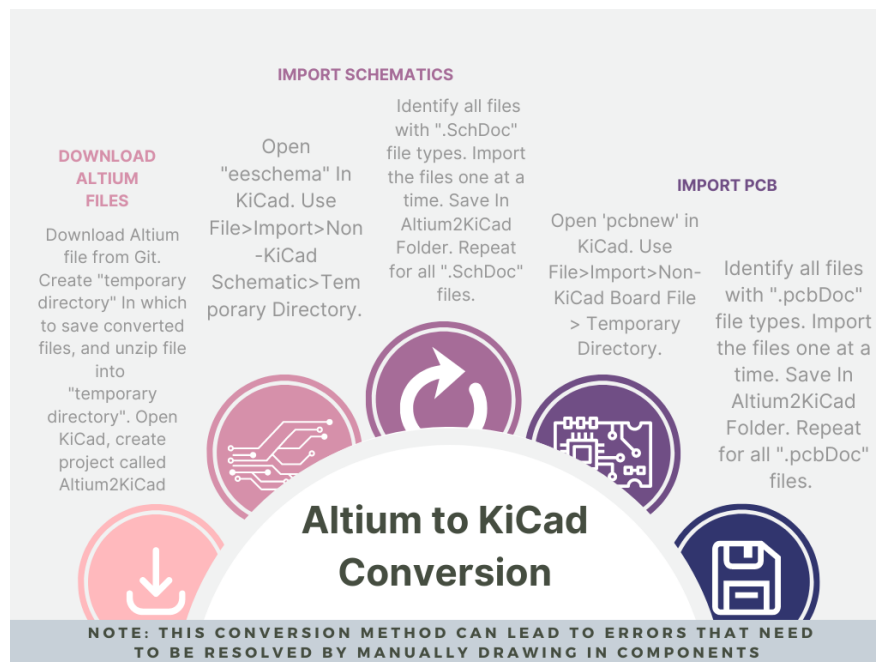 DOWNLOAD
ALTIUM
FILES
Download Altium
file from Git.
Create "temporary
directory" In which
to save converted
files, and unzip file
into
"temporary
directory". Open
KiCad, create
project called
Altium2KiCad
IMPORT SCHEMATICS
Open
"eeschema" In
KiCad. Use
File>Import>Non
-KiCad
Schematic>Tem
porary Directory.
Identify all files
with ".SchDoc"
file types. Import
the files one at a
time. Save In
Altium2KiCad
Folder. Repeat
for all ".SchDoc"
files.
IMPORT PCB
Open 'pcbnew' in
KiCad. Use
File>Import>Non-
KiCad Board File
> Temporary
Directory.
Identify all files
with ".pcbDoc"
file types. Import
the files one at a
time. Save In
Altium2KiCad
Folder. Repeat
for all ".pcbDoc"
files.
Altium to KiCad
Conversion
NOTE: THIS CONVERSION METHOD CAN LEAD TO ERRORS THAT NEED
TO BE RESOLVED BY MANUALLY DRAWING IN COMPONENTS